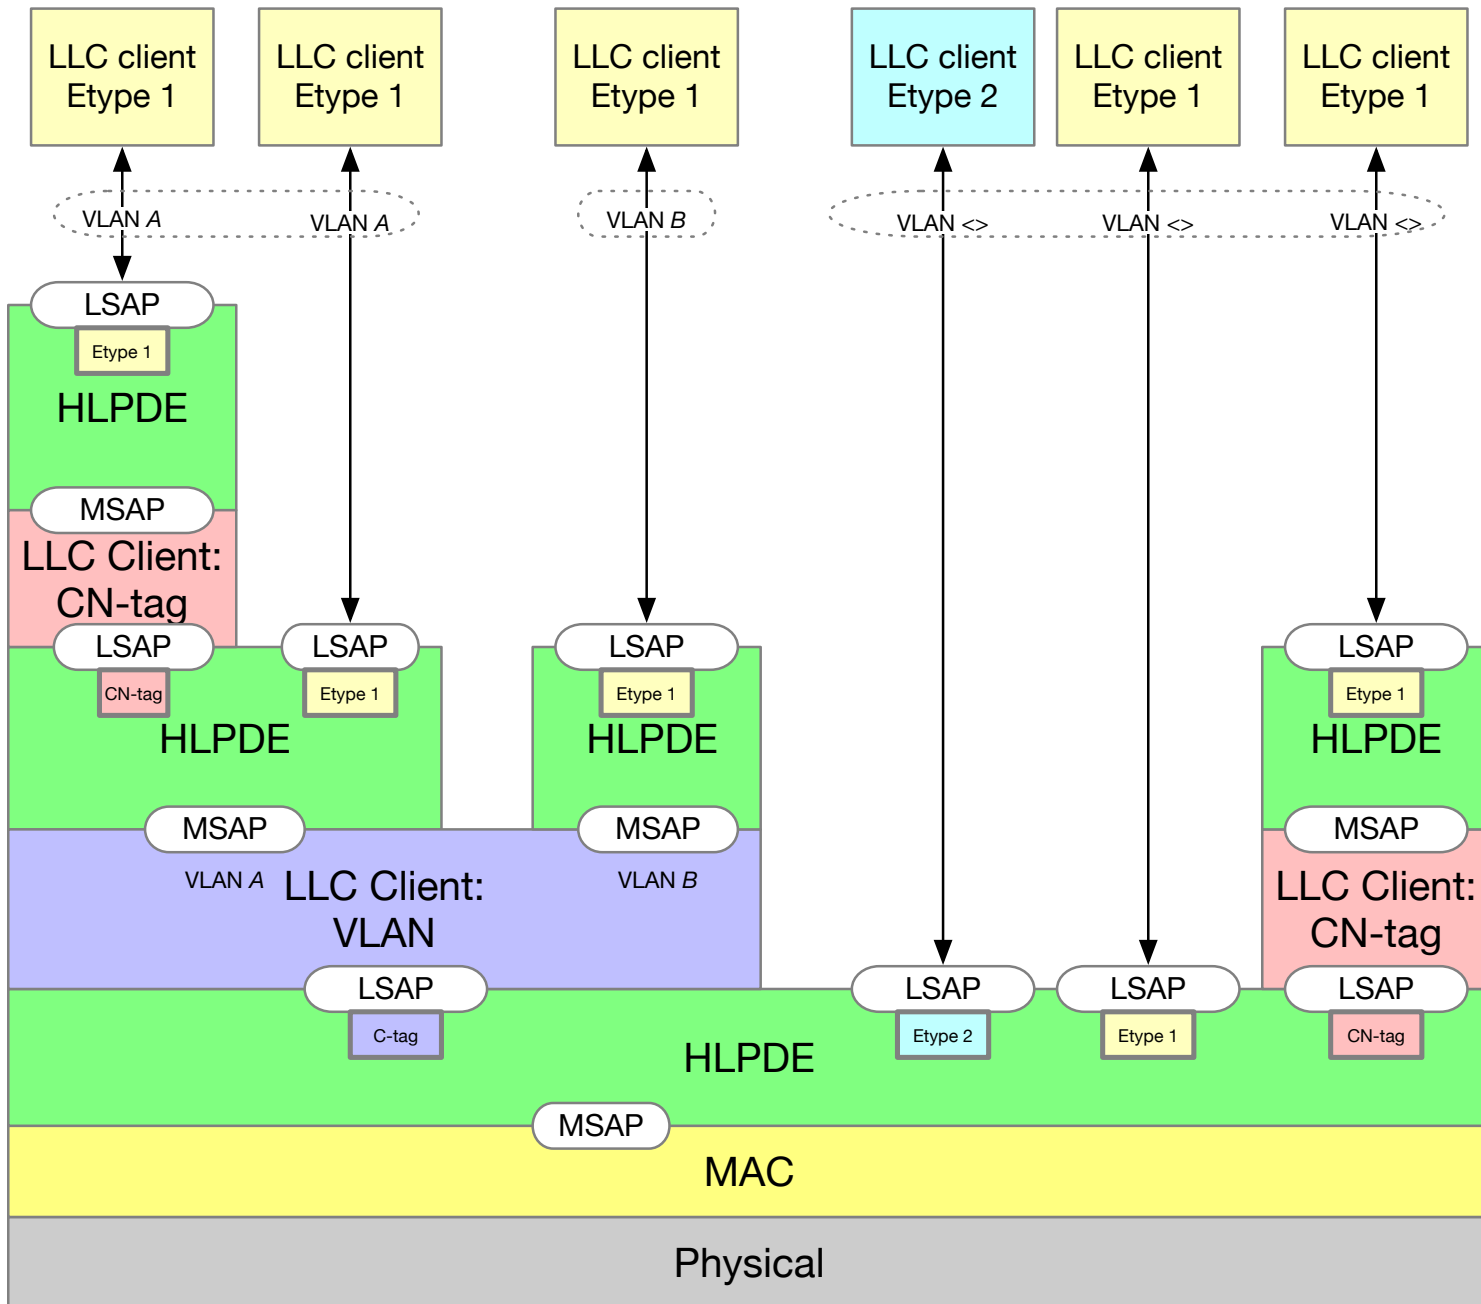 LLC client
Etype 1
LLC client
Etype 1
LLC client
Etype 1
LLC client
Etype 2
LLC client
Etype 1
LLC client
Etype 1
VLAN A
VLAN A
VLAN B
VLAN <>
VLAN <>
VLAN <>
LSAP
Etype 1
HLPDE
MSAP
LLC Client:
CN-tag
LSAP
CN-tag
LSAP
Etype 1
HLPDE
LSAP
Etype 1
HLPDE
LSAP
Etype 1
HLPDE
MSAP
VLAN A
MSAP
VLAN B
LLC Client:
VLAN
MSAP
LLC Client:
CN-tag
LSAP
C-tag
LSAP
Etype 2
LSAP
Etype 1
LSAP
CN-tag
HLPDE
MSAP
MAC
Physical